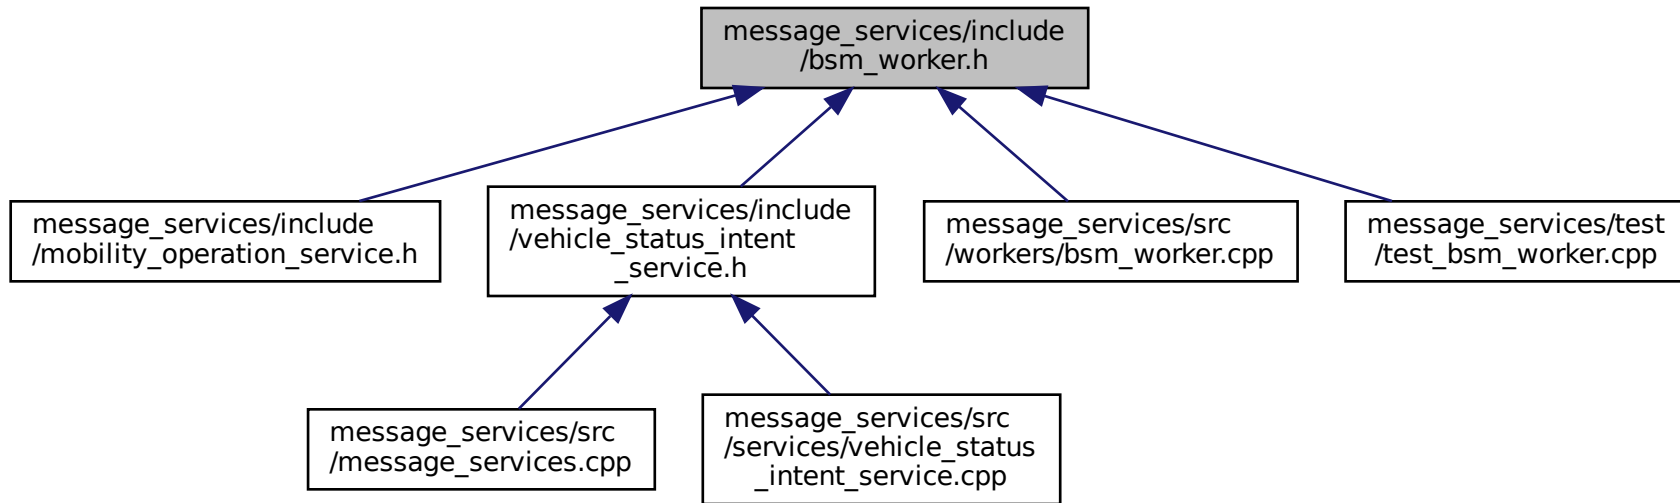 message_services/include
/bsm_worker.h
message_services/include
/mobility_operation_service.h
message_services/include
/vehicle_status_intent
_service.h
message_services/src
/workers/bsm_worker.cpp
message_services/test
/test_bsm_worker.cpp
message_services/src
/message_services.cpp
message_services/src
/services/vehicle_status
_intent_service.cpp